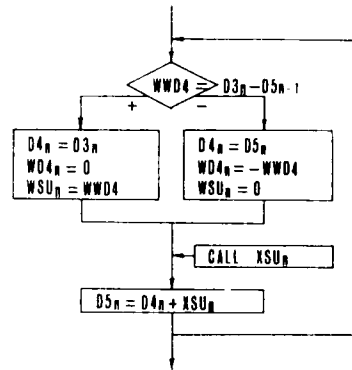 WWD4 = D3n−D5n-1
+ −
D4n=D3n
WD4n=0
WSUn=WWD4
D4n=D5n
WD4n=−WWD4
WSUn=0
CALL XSUn
D5n=D4n+XSUn